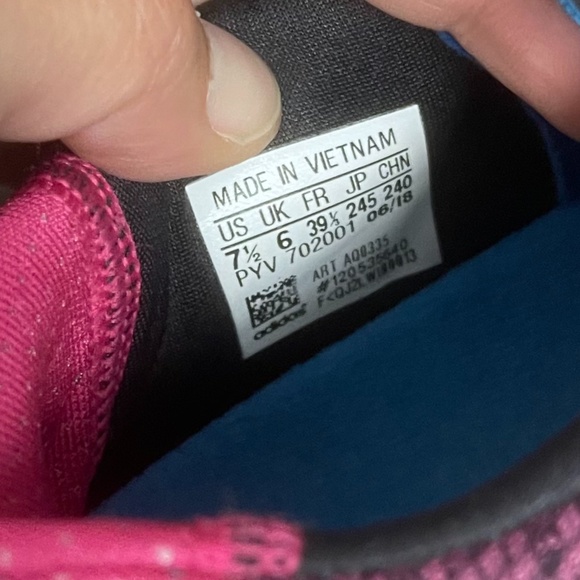 MADE IN VIETNAM
US UK FR JP CHN
7½ 6 39⅓ 245 240
PYV 702001 06/18
ART AQ0335
#120535640
adidas